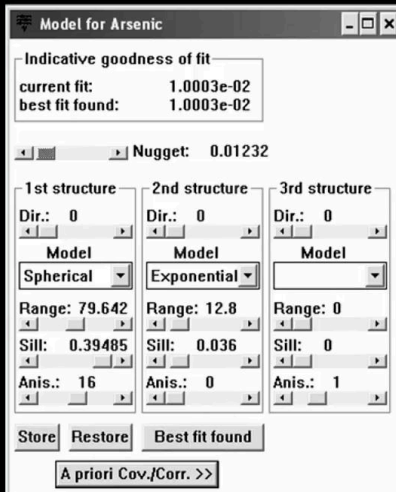 Model for Arsenic
Indicative goodness of fit
current fit: 1.0003e-02
best fit found: 1.0003e-02
Nugget: 0.01232
1st structure 2nd structure 3rd structure
Dir.: 0 Dir.: 0 Dir.: 0
Model Model Model
Spherical Exponential
Range: 79.642 Range: 12.8 Range: 0
Sill: 0.39485 Sill: 0.036 Sill: 0
Anis.: 16 Anis.: 0 Anis.: 1
Store Restore Best fit found
A priori Cov./Corr. >>